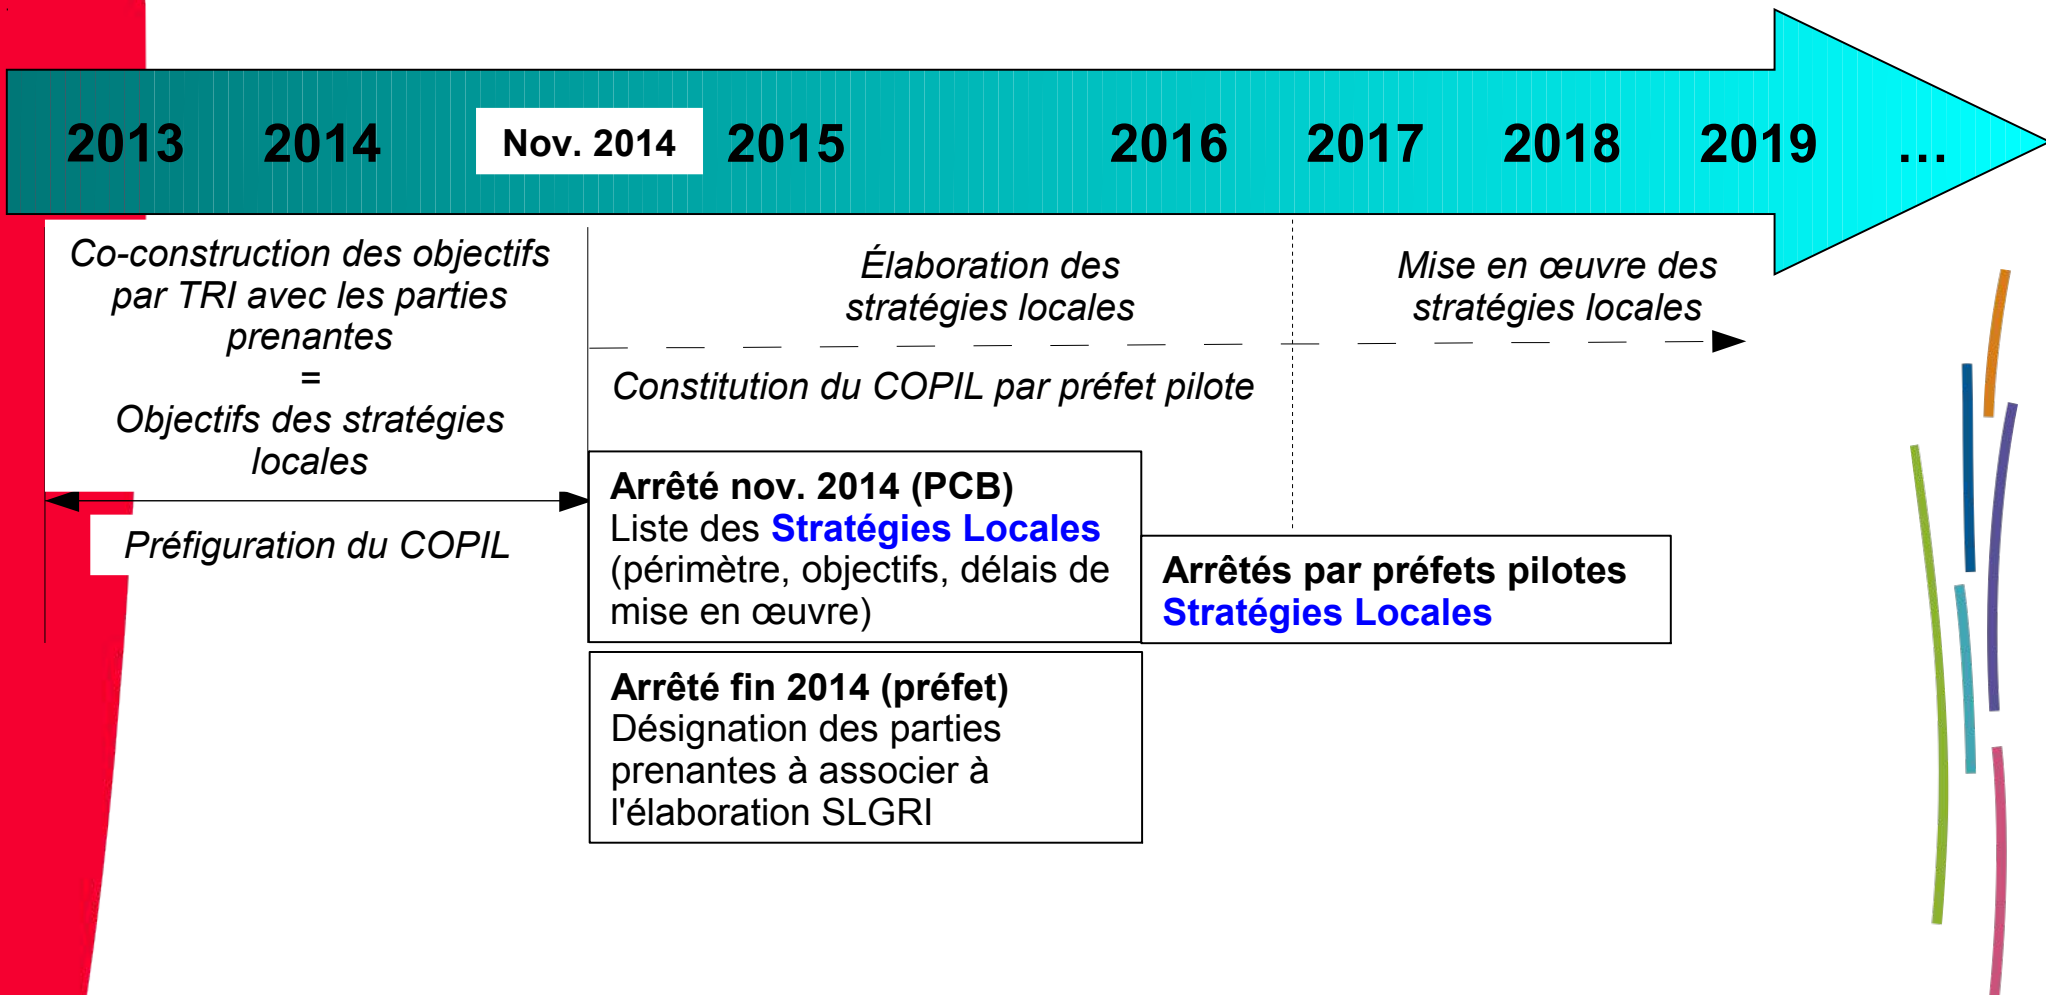 2013 2014 Nov. 2014 2015 2016 2017 2018 2019 ...
Co-construction des objectifs
par TRI avec les parties
prenantes
=
Objectifs des stratégies
locales
Préfiguration du COPIL
Élaboration des
stratégies locales
Mise en œuvre des
stratégies locales
Constitution du COPIL par préfet pilote
Arrêté nov. 2014 (PCB)
Liste des Stratégies Locales
(périmètre, objectifs, délais de
mise en œuvre)
Arrêtés par préfets pilotes
Stratégies Locales
Arrêté fin 2014 (préfet)
Désignation des parties
prenantes à associer à
l'élaboration SLGRI